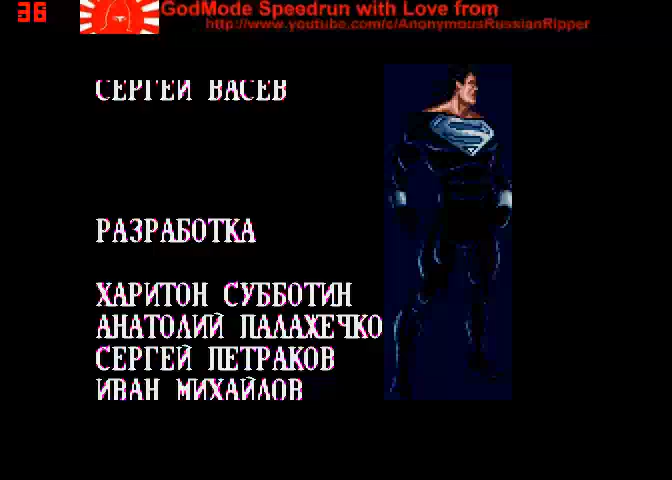 36
GodMode Speedrun with Love from
http://www.youtube.com/c/AnonymousRussianRipper
СЕРГЕЙ ВАСЕВ
РАЗРАБОТКА
ХАРИТОН СУББОТИН
АНАТОЛИЙ ПАЛАХЕЧКО
СЕРГЕЙ ПЕТРАКОВ
ИВАН МИХАЙЛОВ